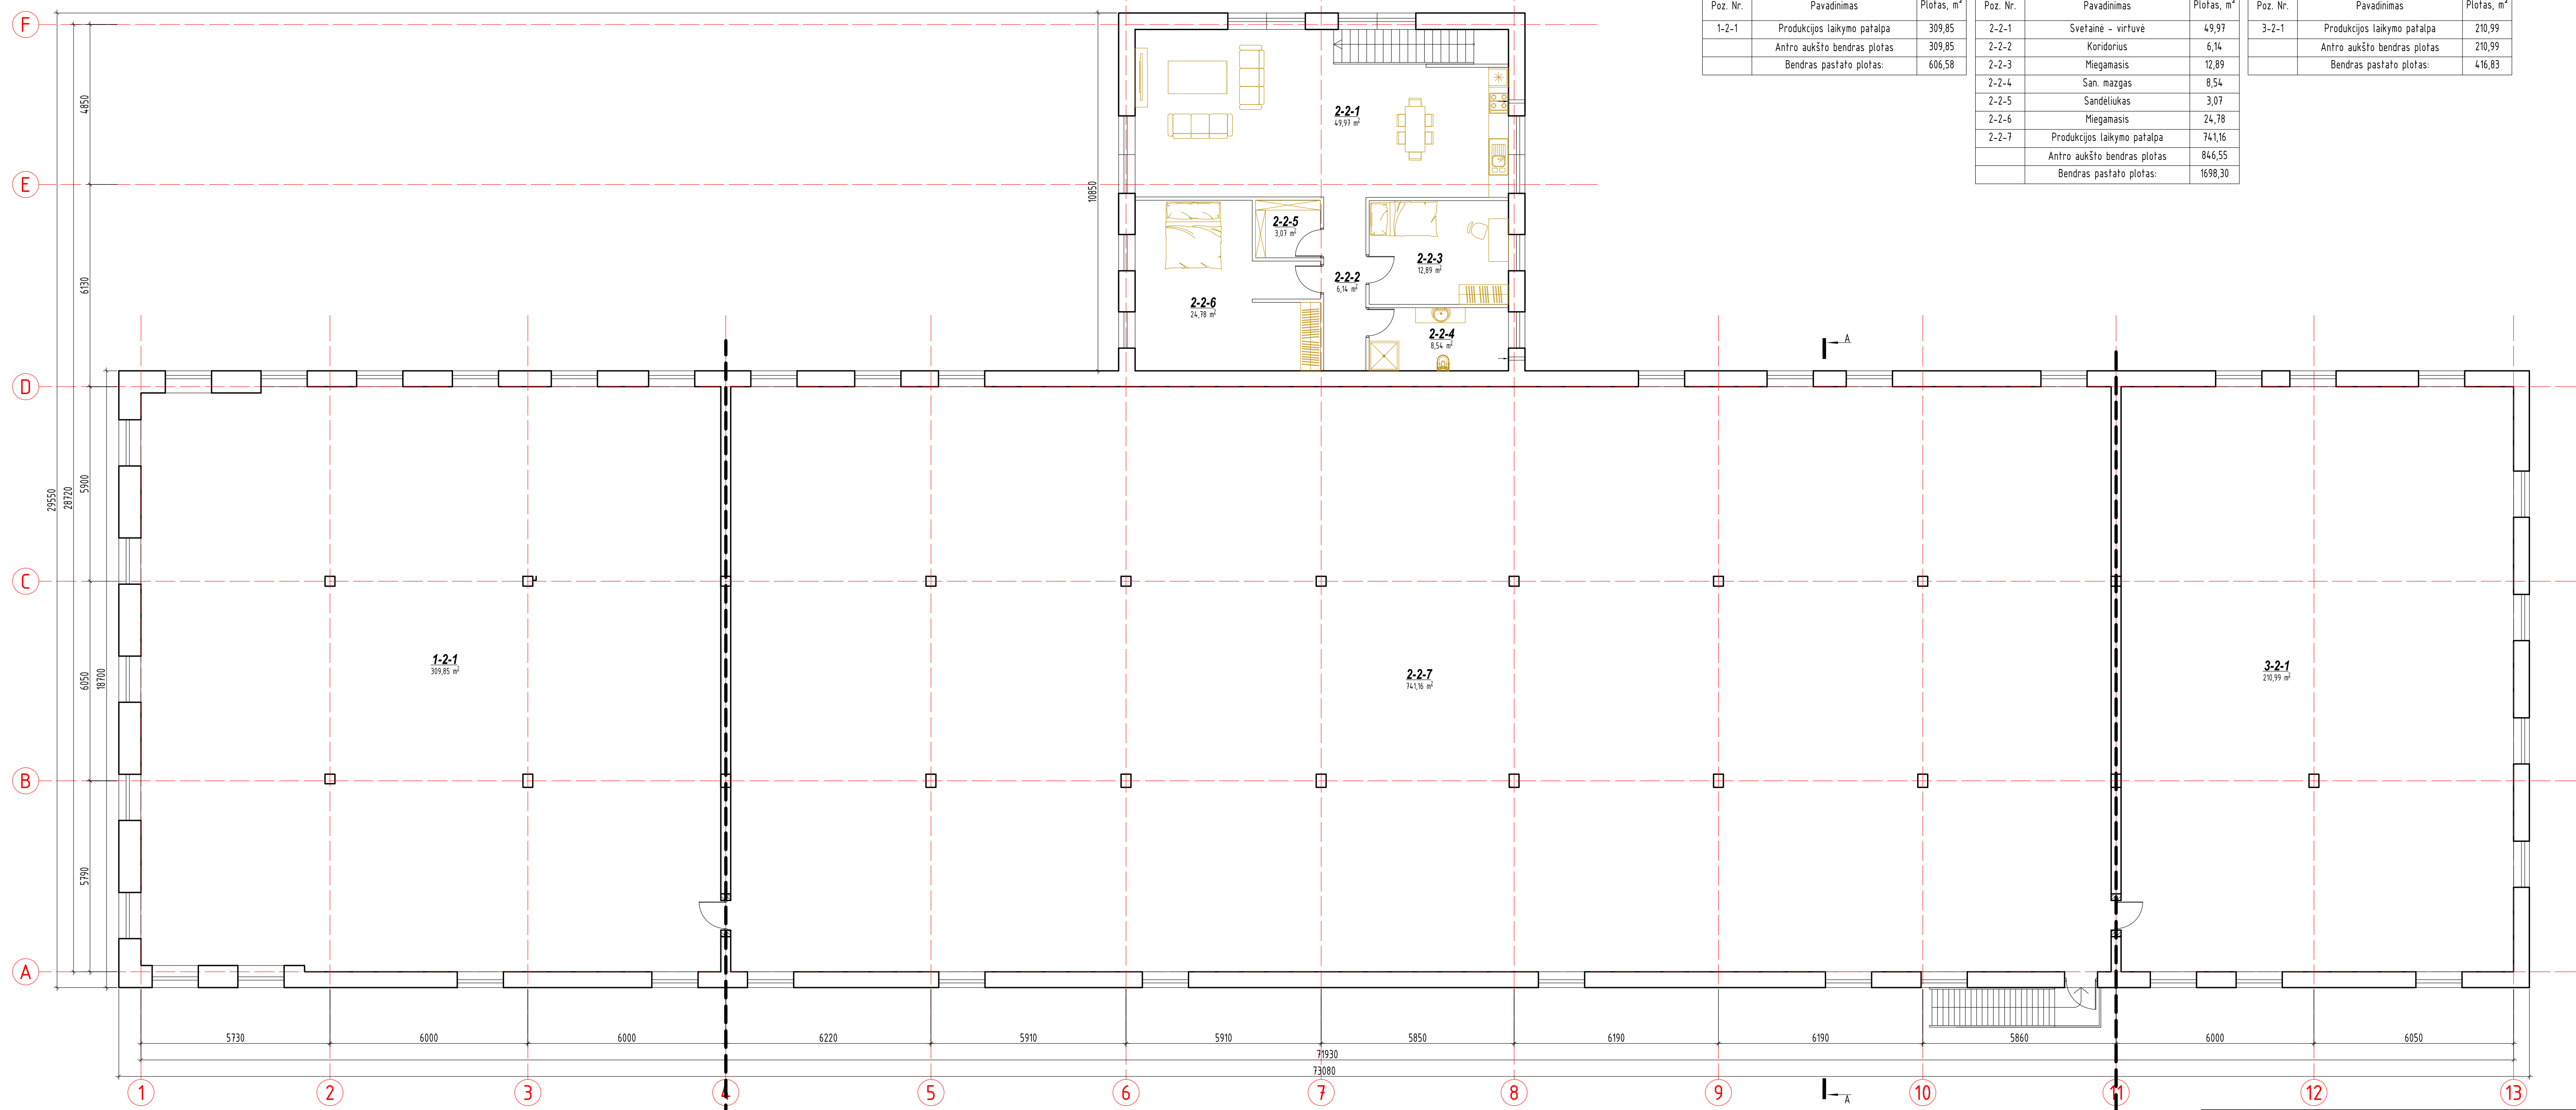 Poz. Nr. Pavadinimas Plotas, m²
1-2-1 Produkcijos laikymo patalpa 309,85
Antro aukšto bendras plotas 309,85
Bendras pastato plotas: 606,58
Poz. Nr. Pavadinimas Plotas, m²
2-2-1 Svetainė - virtuvė 49,97
2-2-2 Koridorius 6,14
2-2-3 Miegamasis 12,89
2-2-4 San. mazgas 8,54
2-2-5 Sandėliukas 3,07
2-2-6 Miegamasis 24,78
2-2-7 Produkcijos laikymo patalpa 741,16
Antro aukšto bendras plotas 846,55
Bendras pastato plotas: 1698,30
Poz. Nr. Pavadinimas Plotas, m²
3-2-1 Produkcijos laikymo patalpa 210,99
Antro aukšto bendras plotas 210,99
Bendras pastato plotas: 416,83
F
4850
E
10850
6130
2-2-1
49,97 m²
2-2-5
3,07 m²
2-2-3
12,89 m²
2-2-2
6,14 m²
2-2-6
24,78 m²
2-2-4
8,54 m²
A
D
29550
28720
5900
C
6050
18700
1-2-1
309,85 m²
2-2-7
741,16 m²
3-2-1
210,99 m²
B
5790
A
5730 6000 6000 6220 5910 5910 5850 6190 6190 5860 6000 6050
71930
73080
1 2 3 4 5 6 7 8 9 10 11 12 13
A